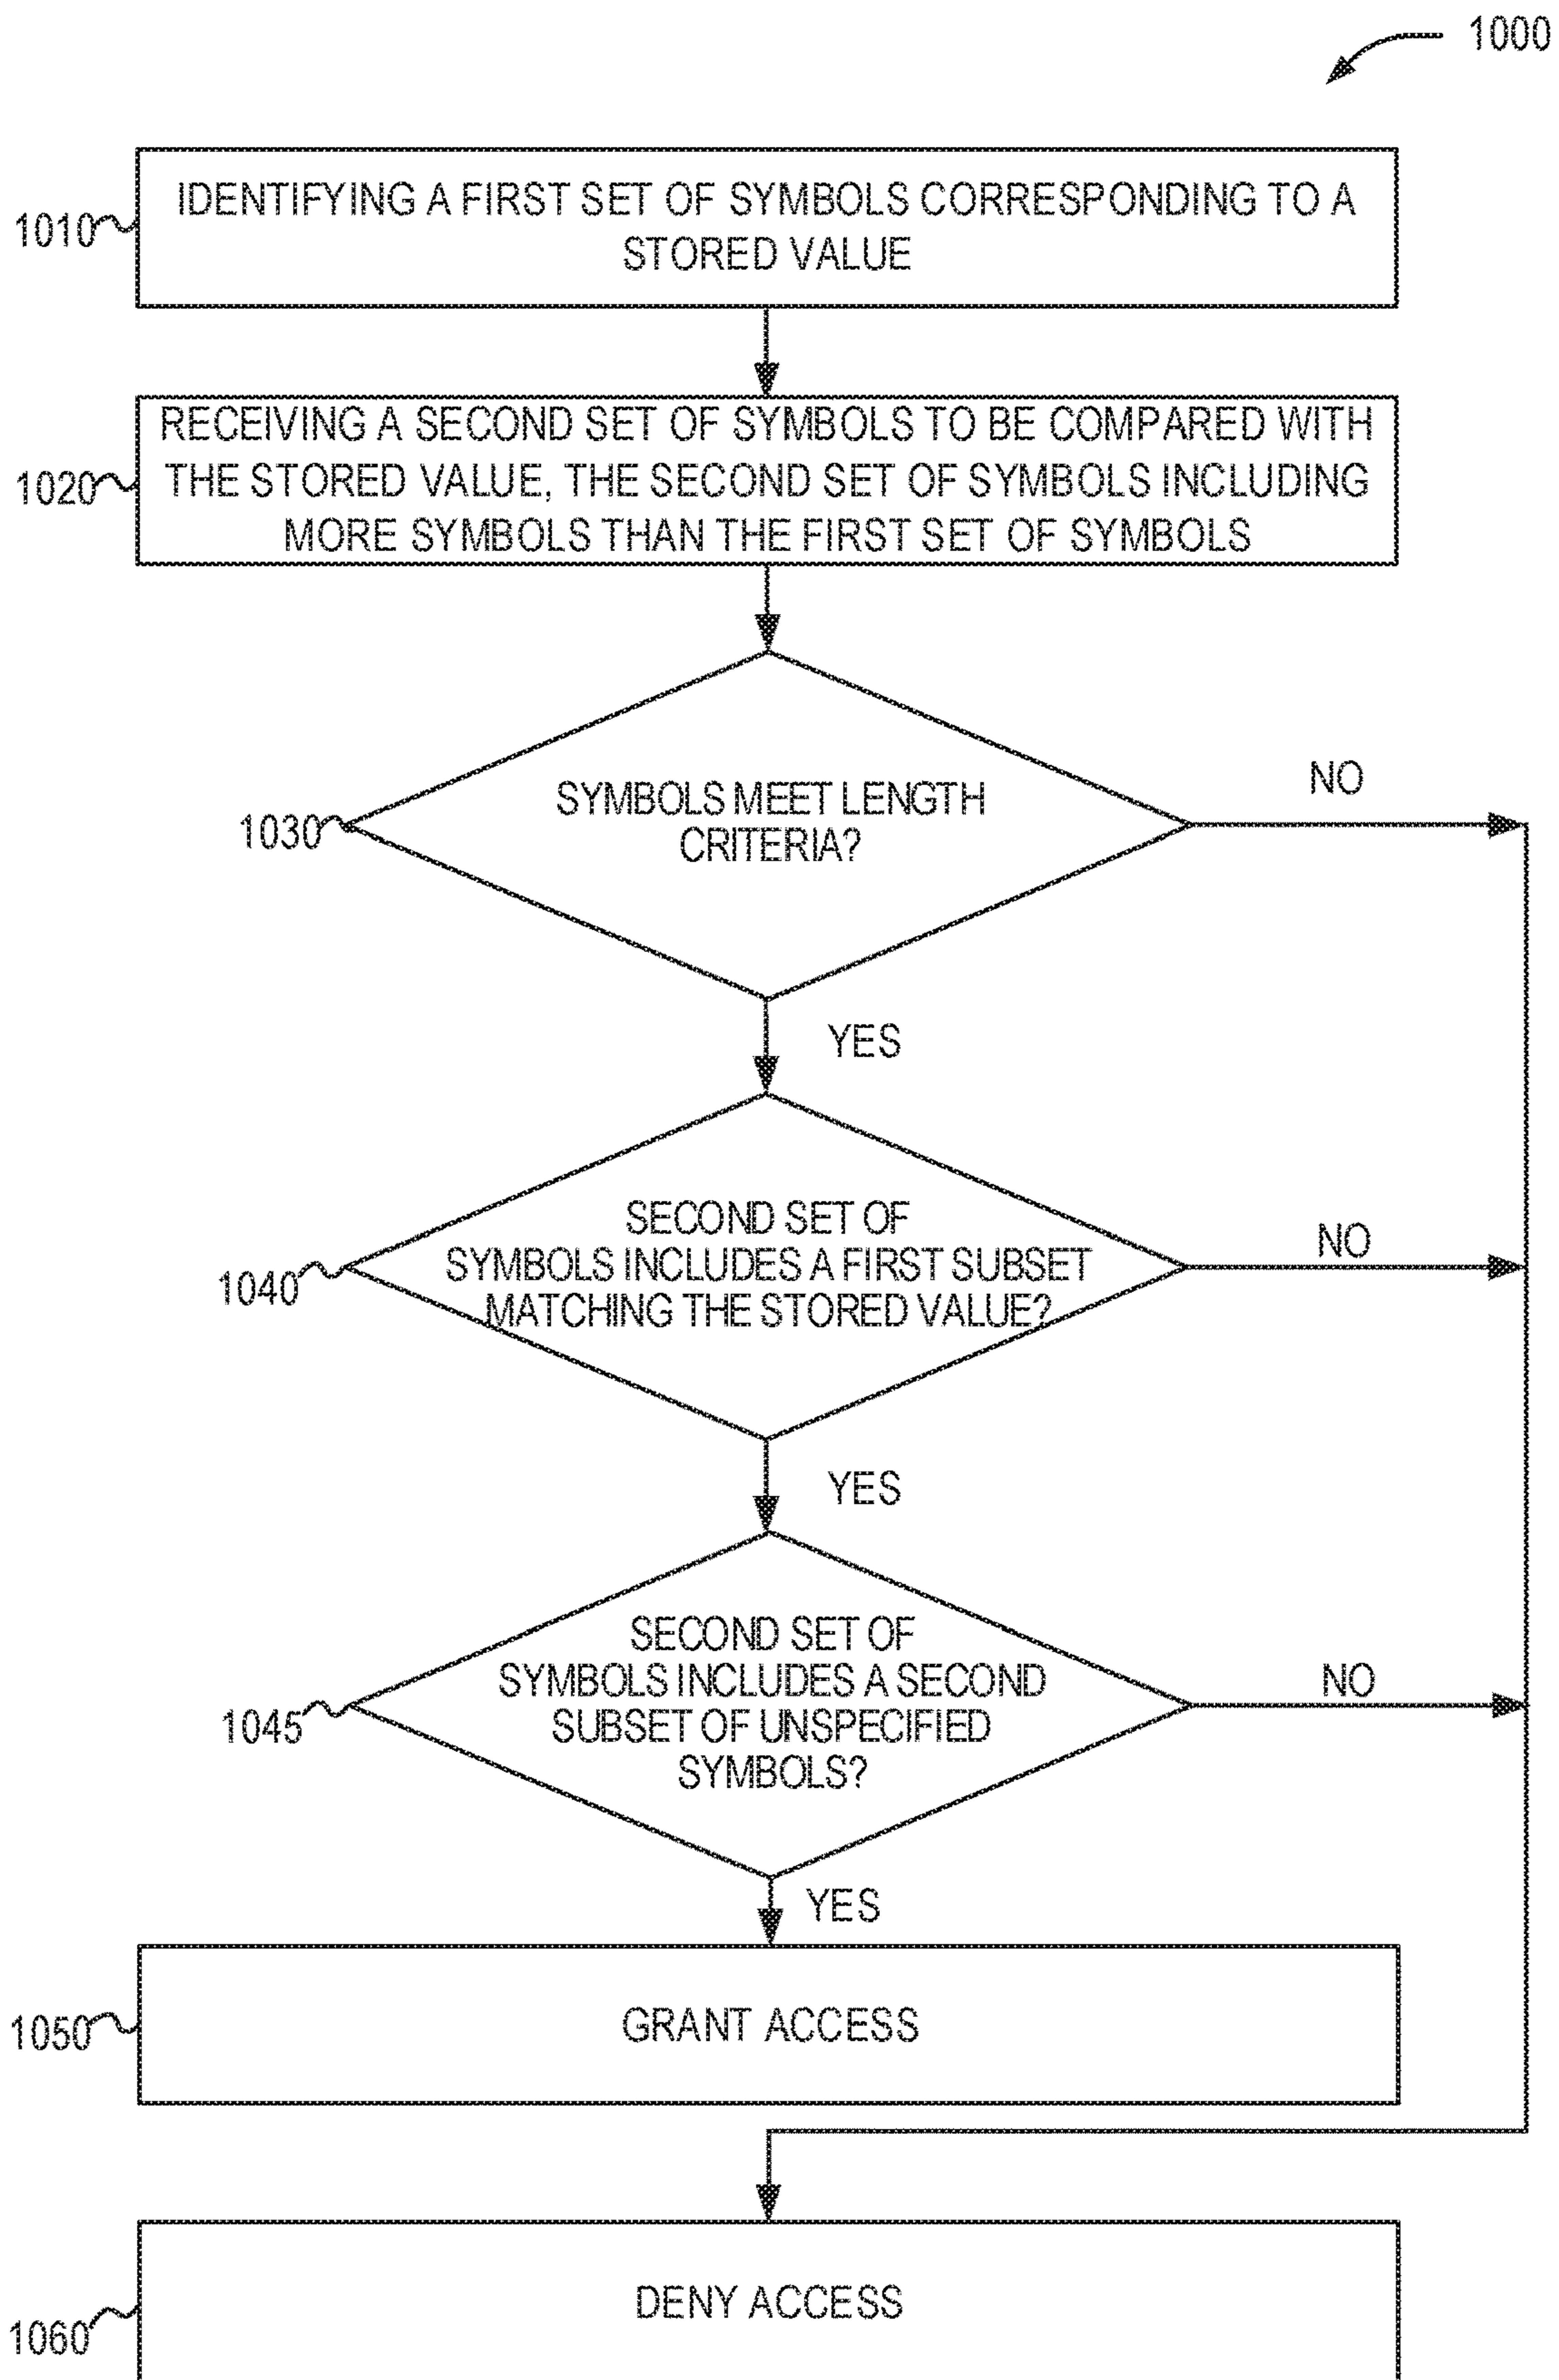 1000
1010
IDENTIFYING A FIRST SET OF SYMBOLS CORRESPONDING TO A
STORED VALUE
1020
RECEIVING A SECOND SET OF SYMBOLS TO BE COMPARED WITH
THE STORED VALUE, THE SECOND SET OF SYMBOLS INCLUDING
MORE SYMBOLS THAN THE FIRST SET OF SYMBOLS
1030
SYMBOLS MEET LENGTH
CRITERIA?
NO
YES
1040
SECOND SET OF
SYMBOLS INCLUDES A FIRST SUBSET
MATCHING THE STORED VALUE?
NO
YES
1045
SECOND SET OF
SYMBOLS INCLUDES A SECOND
SUBSET OF UNSPECIFIED
SYMBOLS?
NO
YES
1050
GRANT ACCESS
1060
DENY ACCESS